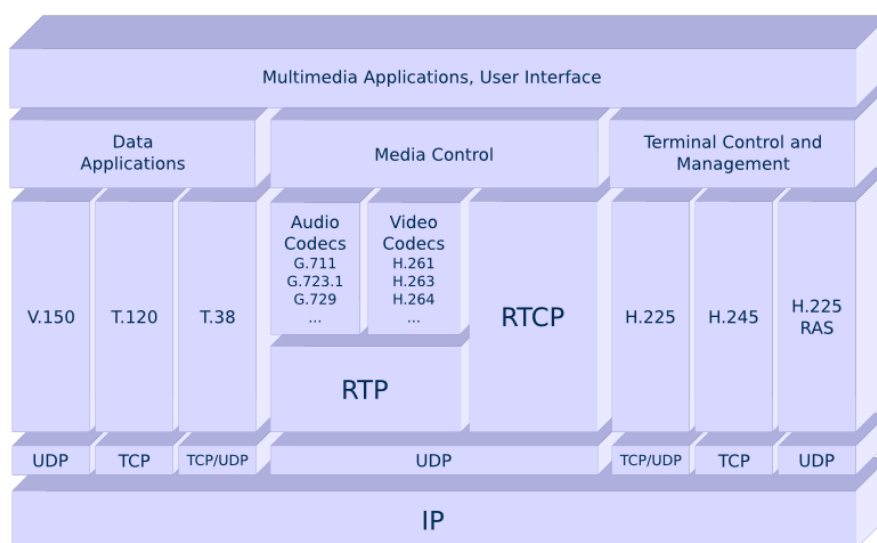 Multimedia Applications, User Interface
Data
Applications
Media Control
Terminal Control and
Management
V.150
T.120
T.38
Audio
Codecs
G.711
G.723.1
G.729
...
Video
Codecs
H.261
H.263
H.264
...
RTP
RTCP
H.225
H.245
H.225
RAS
UDP
TCP
TCP/UDP
UDP
TCP/UDP
TCP
UDP
IP